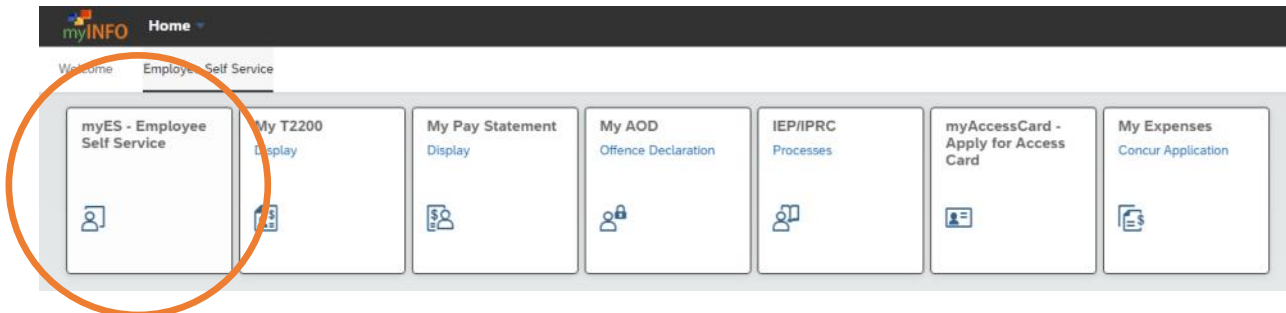 myINFO Home
Welcome Employee Self Service
myES - Employee Self Service
My T2200
Display
My Pay Statement
Display
My AOD
Offence Declaration
IEP/IPRC
Processes
myAccessCard -
Apply for Access
Card
My Expenses
Concur Application